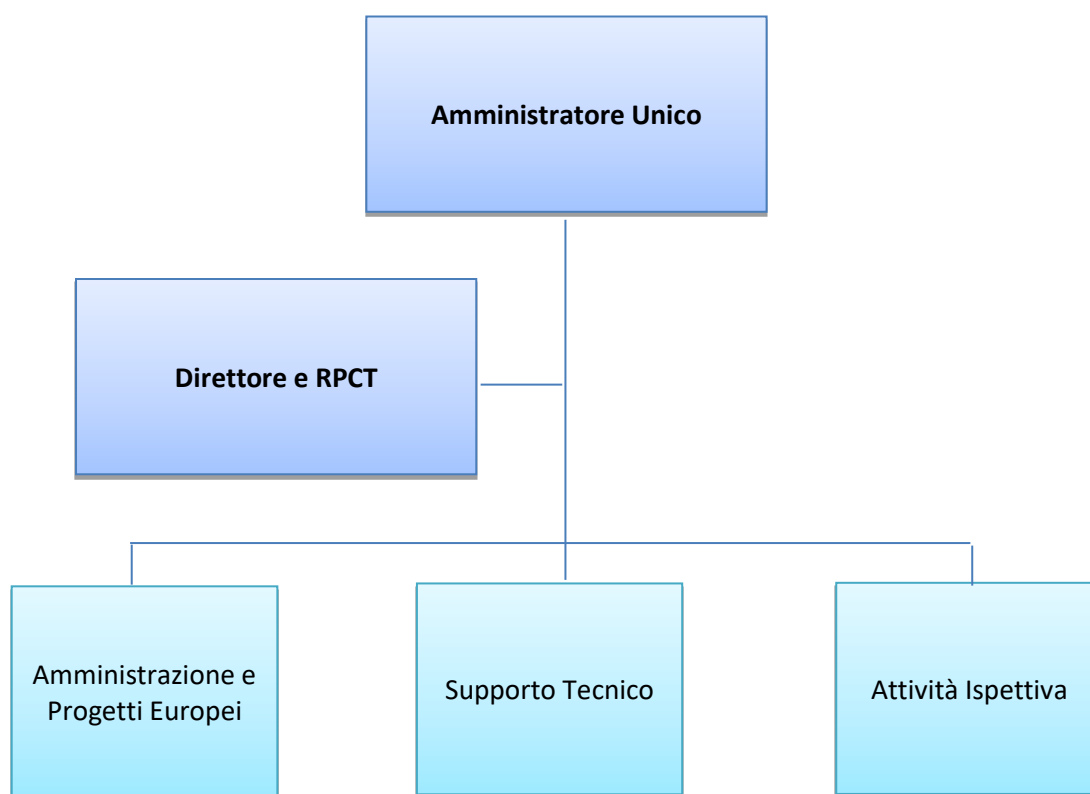 Amministratore Unico
Direttore e RPCT
Amministrazione e
Progetti Europei
Supporto Tecnico
Attività Ispettiva